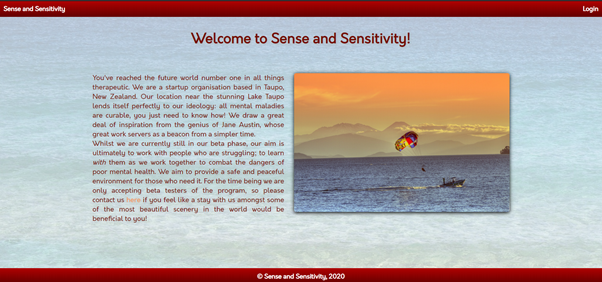 Sense and Sensitivity
Login
Welcome to Sense and Sensitivity!
You've reached the future world number one in all things
therapeutic. We are a startup organisation based in Taupo,
New Zealand. Our location near the stunning Lake Taupo
lends itself perfectly to our ideology: all mental maladies
are curable, you just need to know how! We draw a great
deal of inspiration from the genius of Jane Austin, whose
great work servers as a beacon from a simpler time.
Whilst we are currently still in our beta phase, our aim is
ultimately to work with people who are struggling; to learn
with them as we work together to combat the dangers of
poor mental health. We aim to provide a safe and peaceful
environment for those who need it. For the time being we are
only accepting beta testers of the program, so please
contact us here if you feel like a stay with us amongst some
of the most beautiful scenery in the world would be
beneficial to you!
© Sense and Sensitivity, 2020